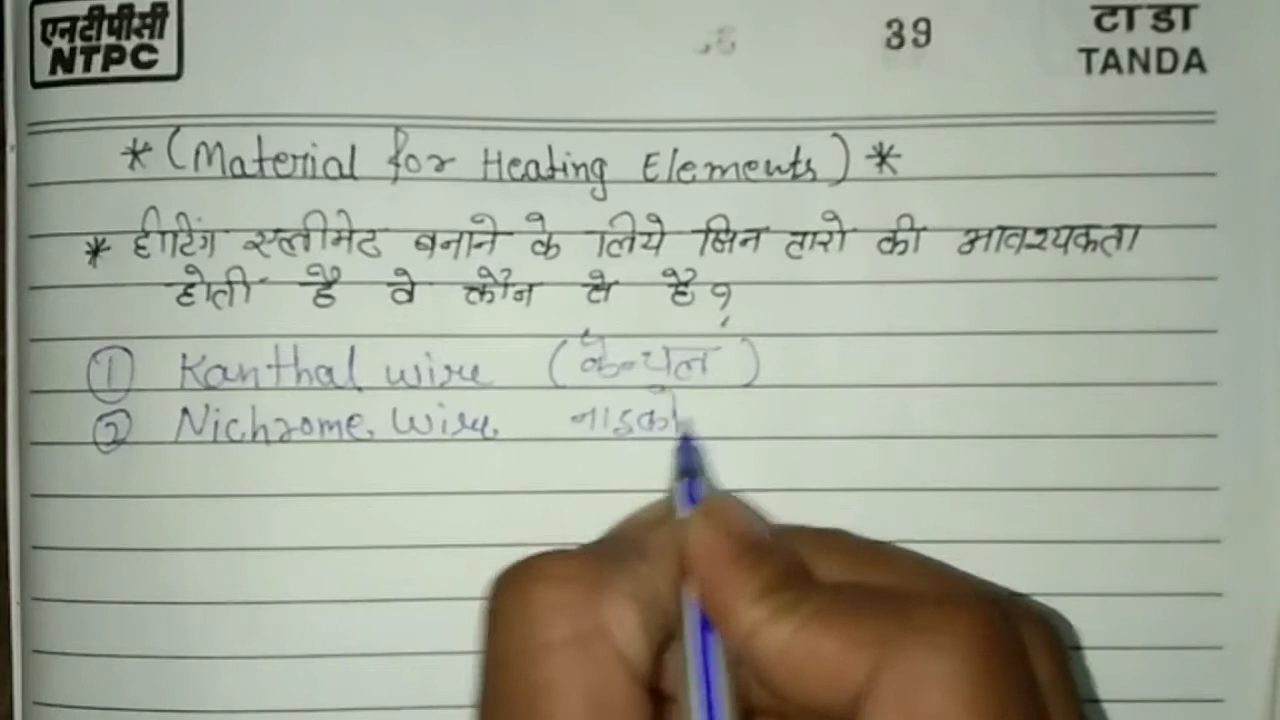 एनटीपीसी
NTPC
39
टाडा
TANDA
* (Material for Heating Elements) *
* हीटिंग एलीमेट बनाने के लिये जिन तारो की आवश्यकता
होती है वे कौन से है?
① Kanthal wire (कैन्थल)
② Nichrome wire नाइको